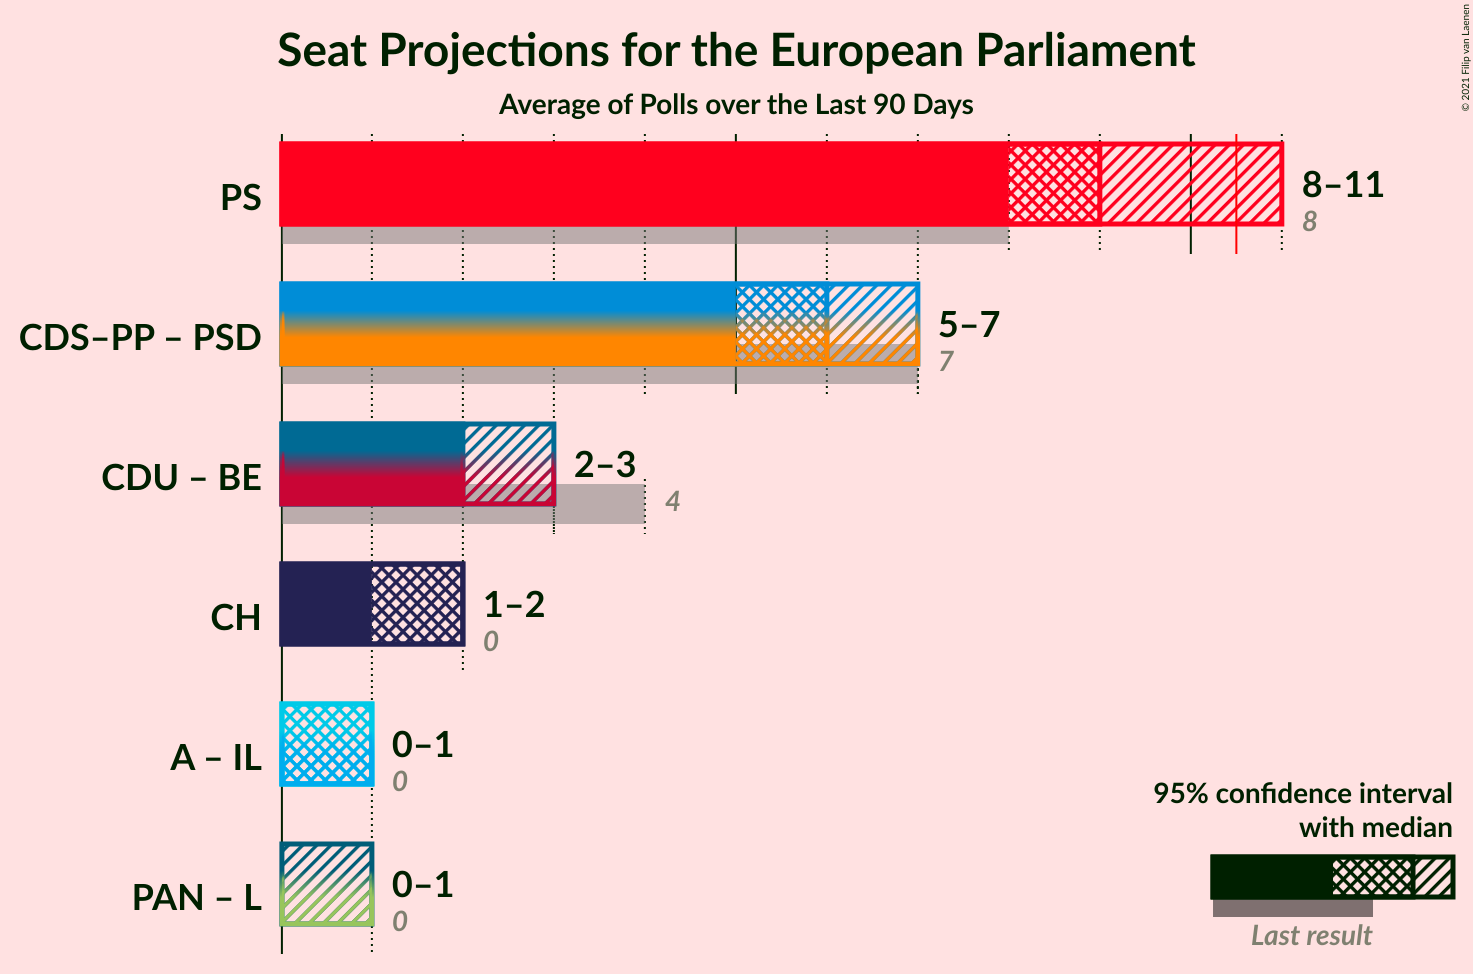 Seat Projections for the European Parliament
Average of Polls over the Last 90 Days
© 2021 Filip van Laenen
PS
8–11
8
CDS–PP – PSD
5–7
7
CDU – BE
2–3
4
CH
1–2
0
A – IL
0–1
0
PAN – L
0–1
0
95% confidence interval
with median
Last result